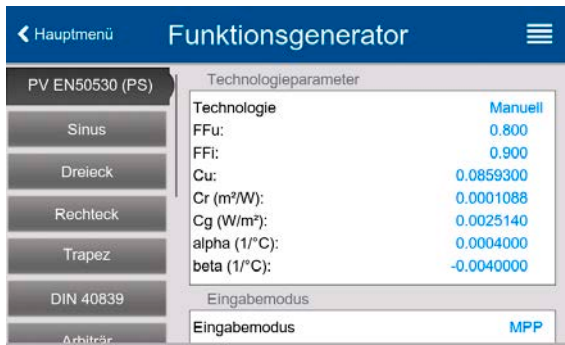 Hauptmenü
Funktionsgenerator
PV EN50530 (PS)
Sinus
Dreieck
Rechteck
Trapez
DIN 40839
Arbiträr
Technologieparameter
Technologie Manuell
FFu: 0.800
FFi: 0.900
Cu: 0.0859300
Cr (m²/W): 0.0001088
Cg (W/m²): 0.0025140
alpha (1/°C): 0.0004000
beta (1/°C): -0.0040000
Eingabemodus
Eingabemodus MPP